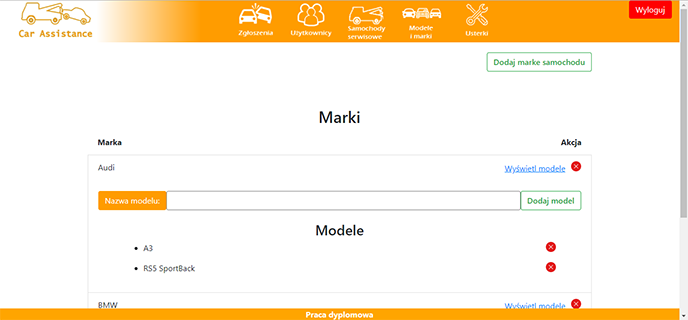 Car Assistance
Zgłoszenia
Użytkownicy
Samochody
serwisowe
Modele
i marki
Usterki
Wyloguj
Dodaj marke samochodu
Marki
Marka Akcja
Audi Wyświetl modele
Nazwa modelu: Dodaj model
Modele
A3
RS5 SportBack
BMW Wyświetl modele
Praca dyplomowa